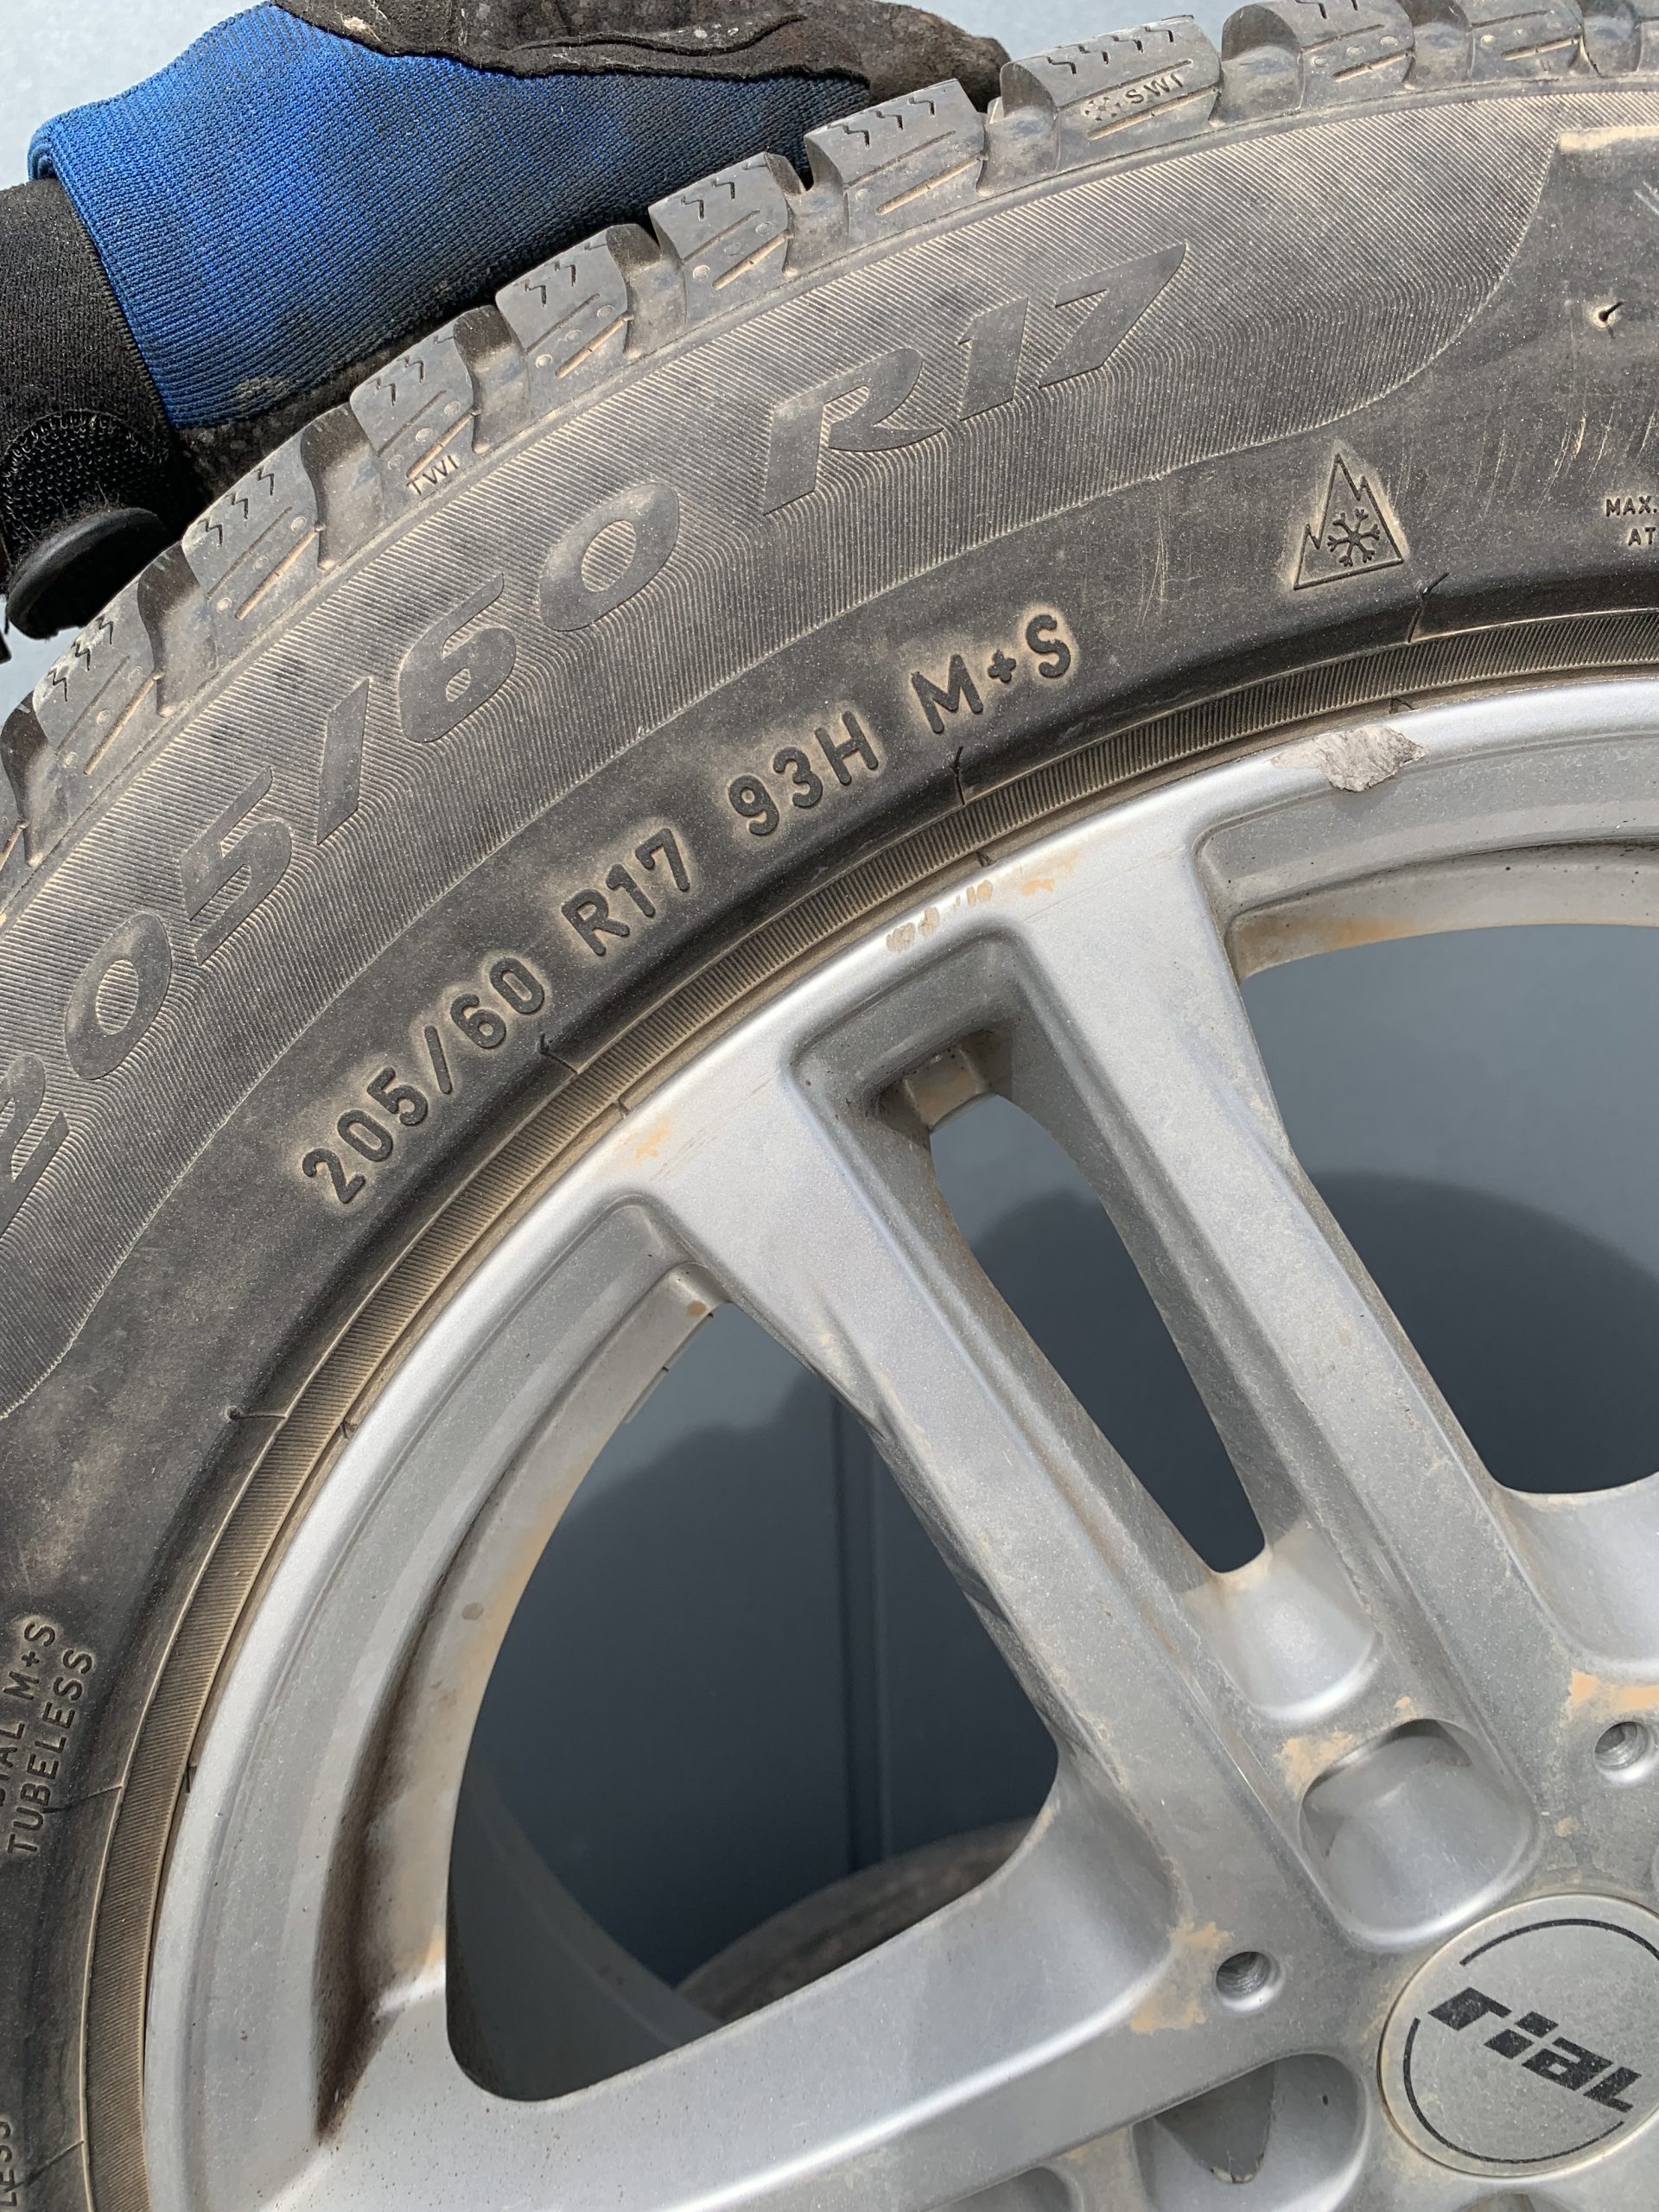 SWI
TWI
205/60 R17
205/60 R17 93H M+S
MAX.
AT
M+S
TUBELESS
rial